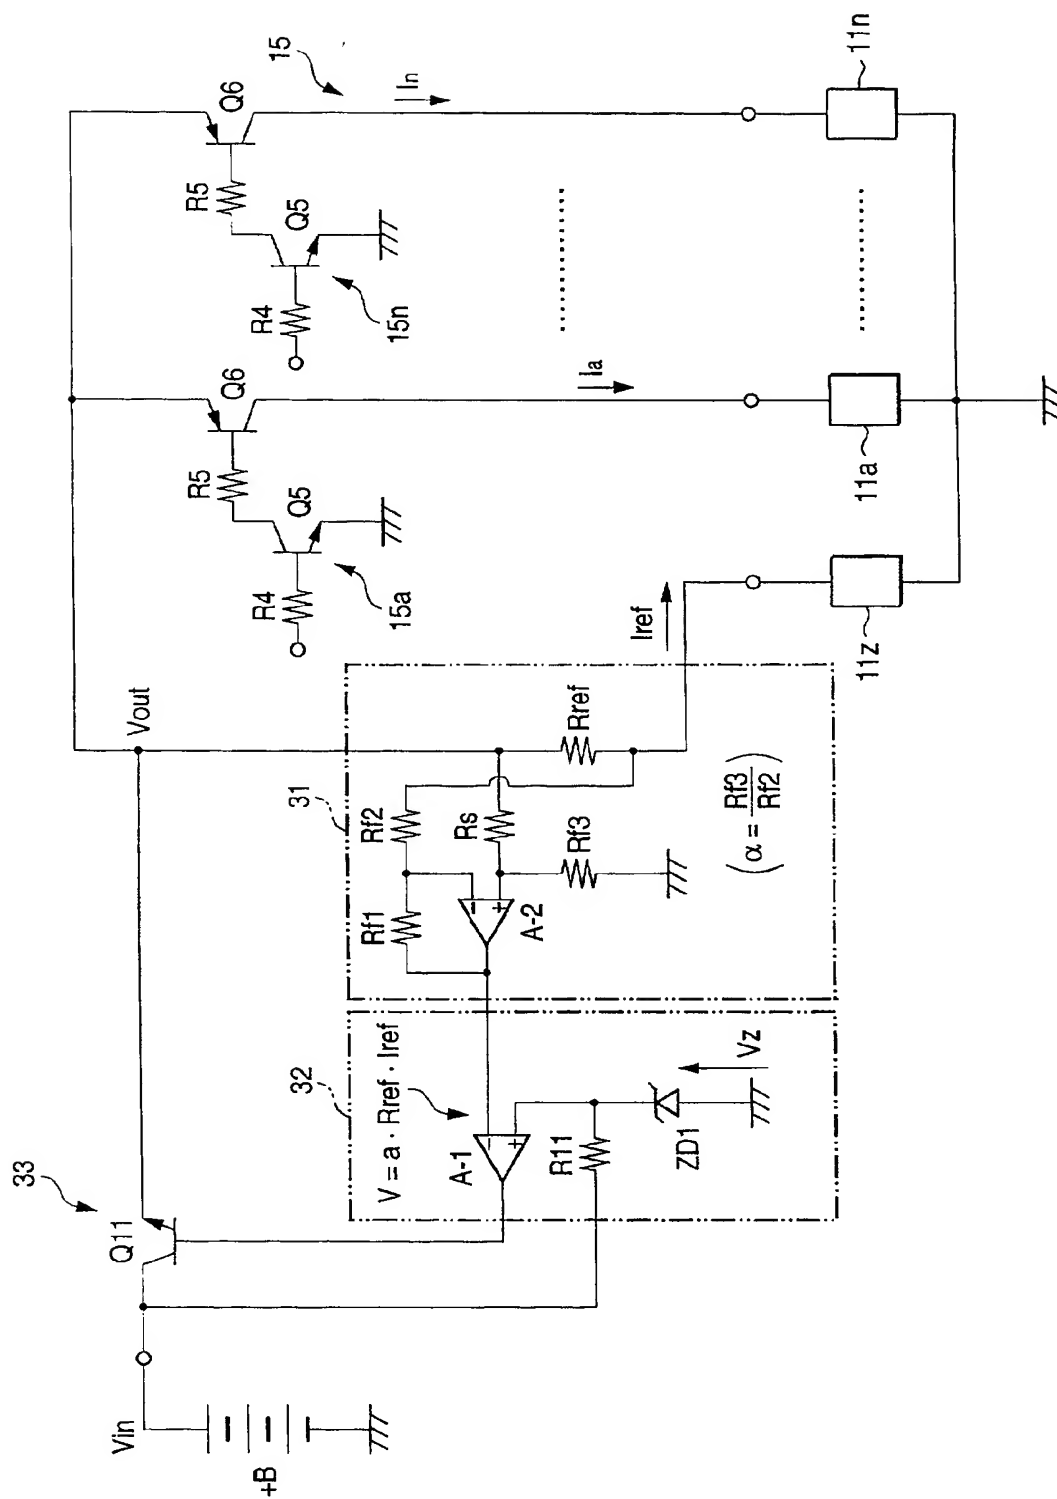 33
Q11
Vin
+B
Vout
32
V = a · Rref · Iref
A-1
R11
ZD1
Vz
31
Rf1
Rf2
Rs
Rref
Rf3
A-2
( α = Rf3
Rf2 )
Iref
11z
R4
R5
Q5
Q6
15a
Ia
11a
R4
R5
Q5
Q6
15n
15
In
11n